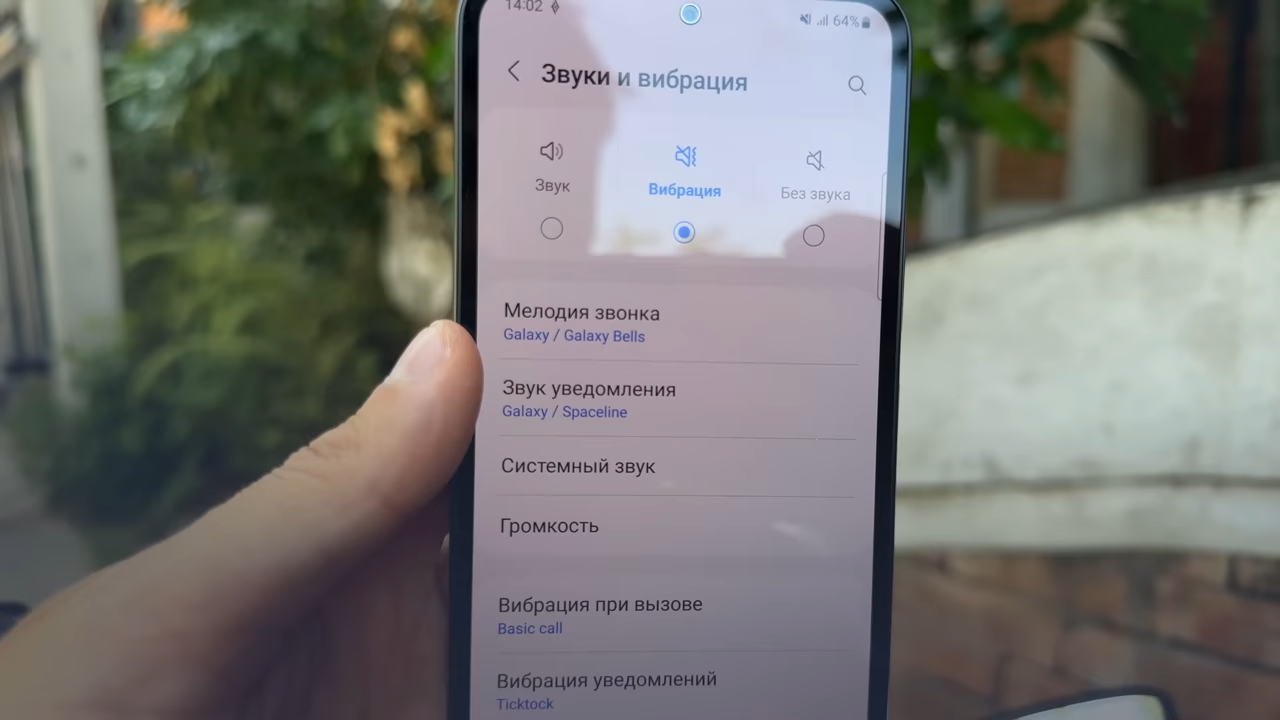 14:02
64%
Звуки и вибрация
Звук
Вибрация
Без звука
Мелодия звонка
Galaxy / Galaxy Bells
Звук уведомления
Galaxy / Spaceline
Системный звук
Громкость
Вибрация при вызове
Basic call
Вибрация уведомлений
Ticktock